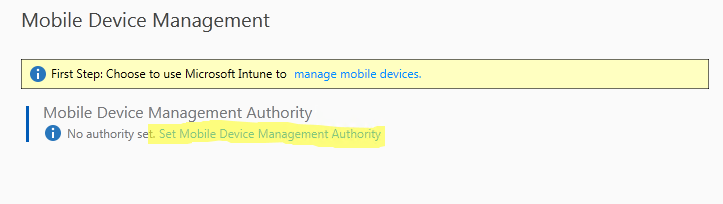 Mobile Device Management
First Step: Choose to use Microsoft Intune to manage mobile devices.
Mobile Device Management Authority
No authority set. Set Mobile Device Management Authority